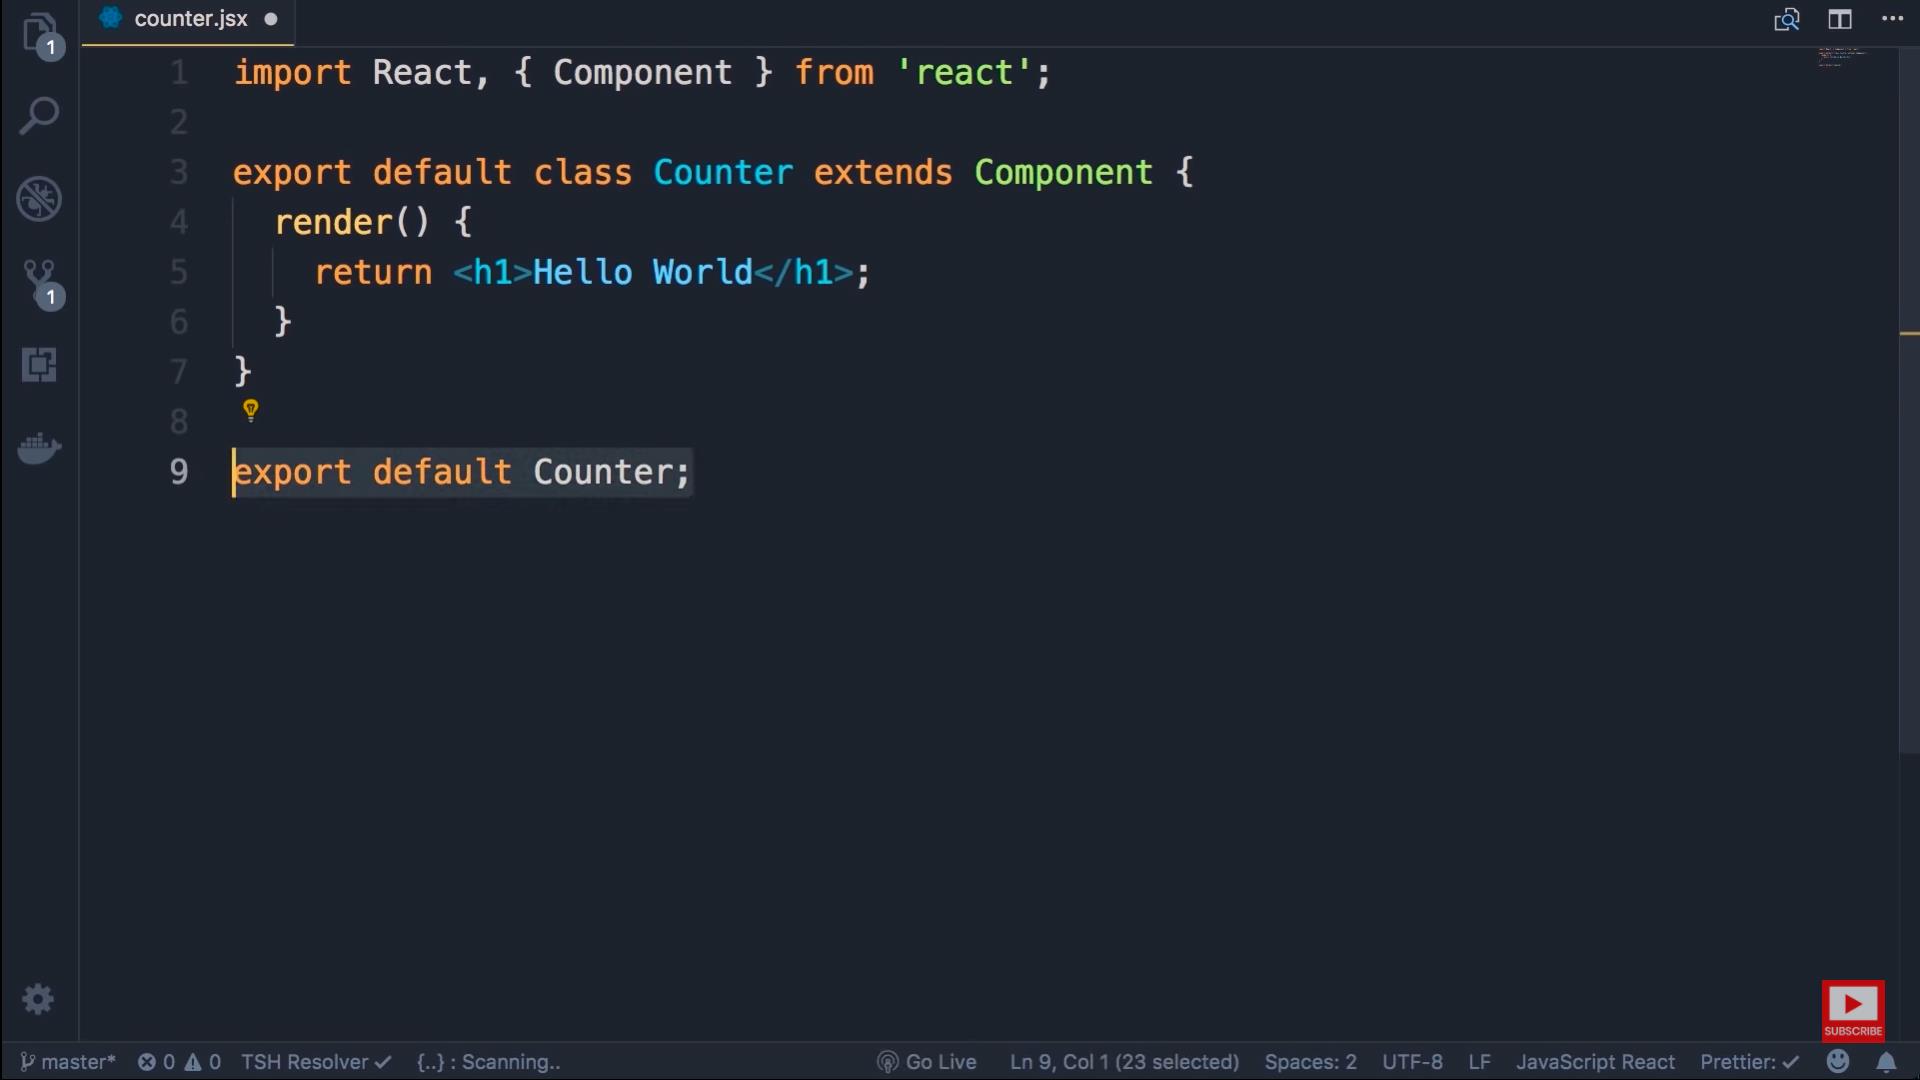 1
counter.jsx
1 import React, { Component } from 'react';
2
3 export default class Counter extends Component {
4 render() {
5 return <h1>Hello World</h1>;
6 }
7 }
8
9 export default Counter;
1
SUBSCRIBE
master* 0 0 TSH Resolver ✓ {..} : Scanning.. Go Live Ln 9, Col 1 (23 selected) Spaces: 2 UTF-8 LF JavaScript React Prettier: ✓